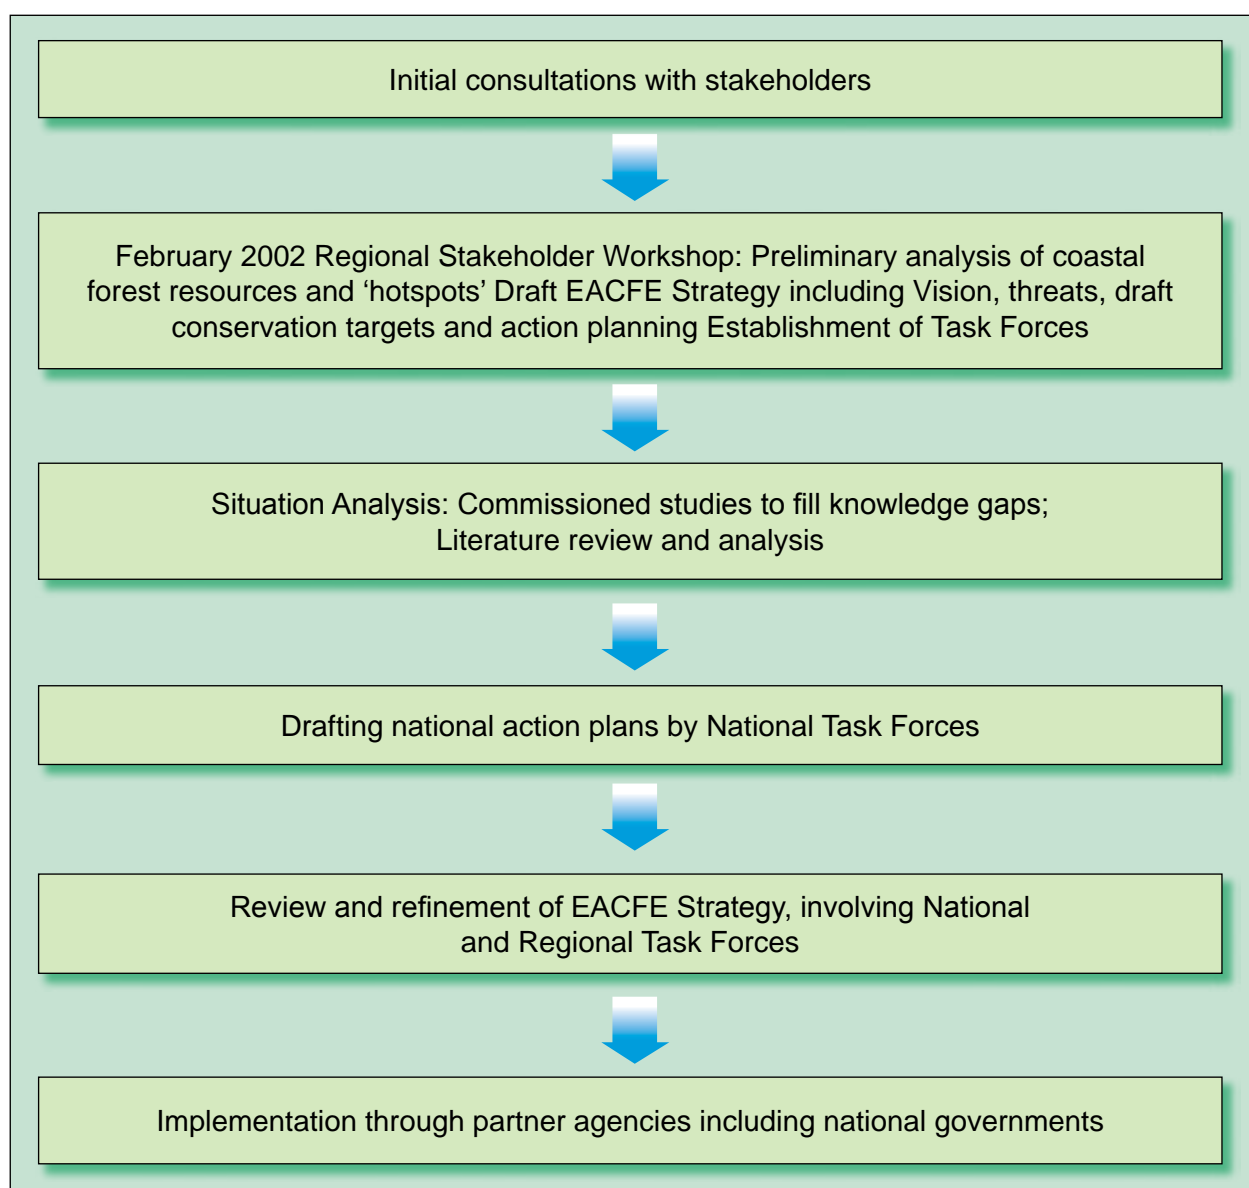 Initial consultations with stakeholders
February 2002 Regional Stakeholder Workshop: Preliminary analysis of coastal
forest resources and ‘hotspots’ Draft EACFE Strategy including Vision, threats, draft
conservation targets and action planning Establishment of Task Forces
Situation Analysis: Commissioned studies to fill knowledge gaps;
Literature review and analysis
Drafting national action plans by National Task Forces
Review and refinement of EACFE Strategy, involving National
and Regional Task Forces
Implementation through partner agencies including national governments